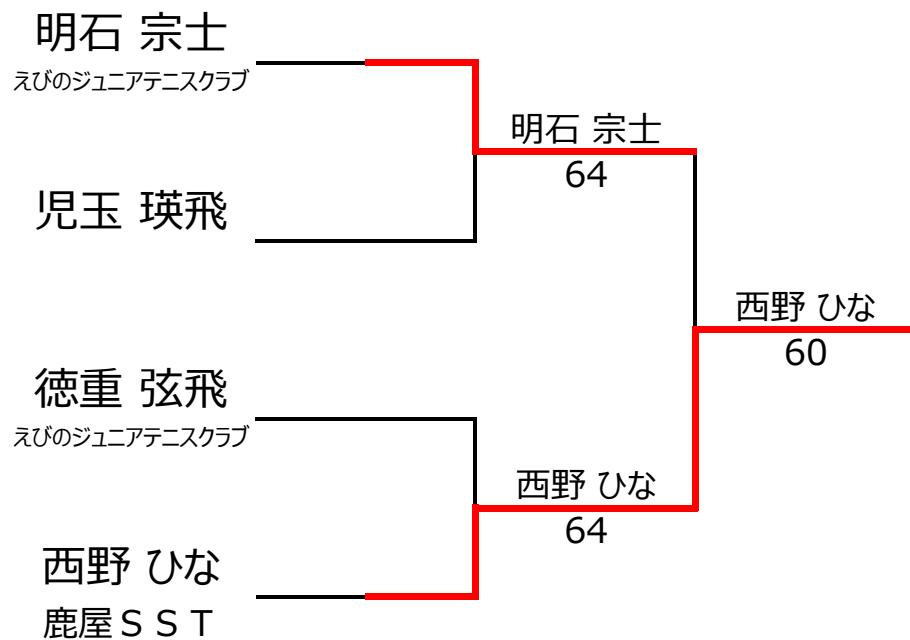 明石 宗士
えびのジュニアテニスクラブ
明石 宗士
64
児玉 瑛飛
西野 ひな
60
徳重 弦飛
えびのジュニアテニスクラブ
西野 ひな
64
西野 ひな
鹿屋ＳＳＴ